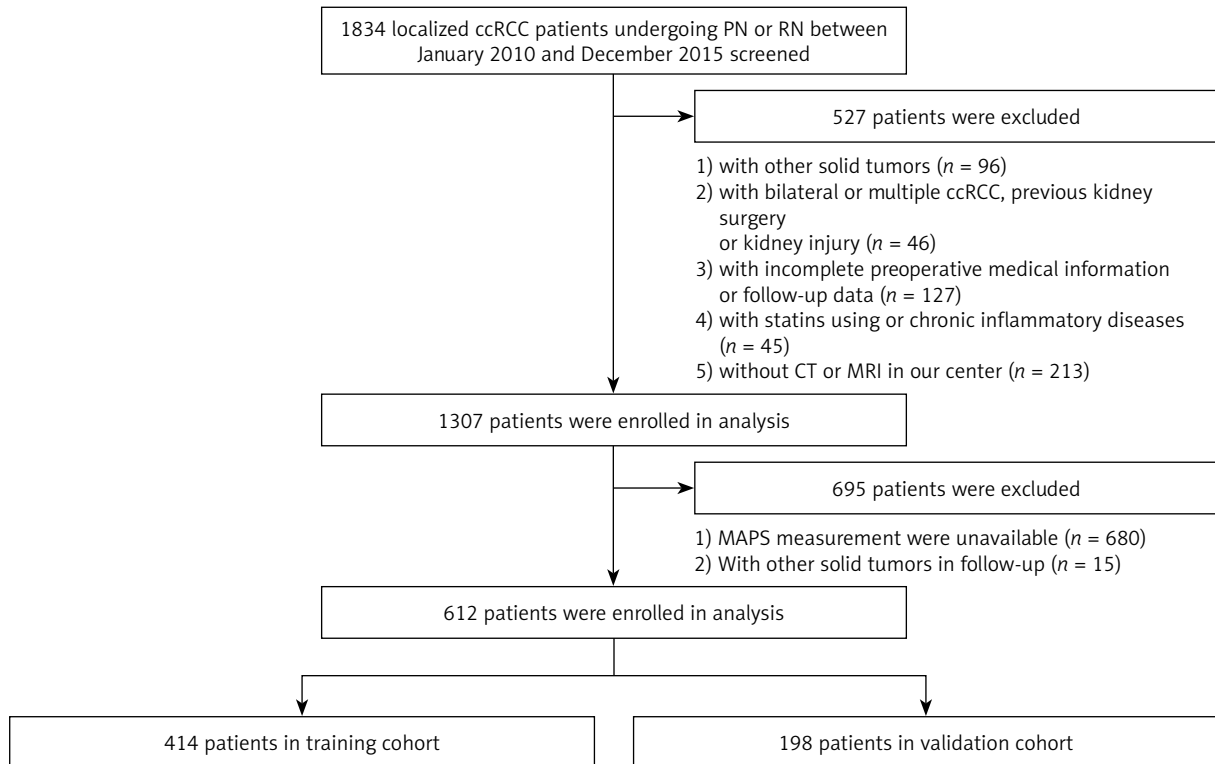 1834 localized ccRCC patients undergoing PN or RN between
January 2010 and December 2015 screened
527 patients were excluded
1) with other solid tumors (n = 96)
2) with bilateral or multiple ccRCC, previous kidney
surgery
or kidney injury (n = 46)
3) with incomplete preoperative medical information
or follow-up data (n = 127)
4) with statins using or chronic inflammatory diseases
(n = 45)
5) without CT or MRI in our center (n = 213)
1307 patients were enrolled in analysis
695 patients were excluded
1) MAPS measurement were unavailable (n = 680)
2) With other solid tumors in follow-up (n = 15)
612 patients were enrolled in analysis
414 patients in training cohort
198 patients in validation cohort